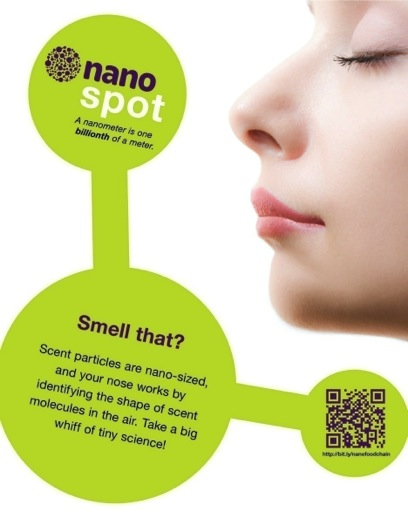 nano
spot
A nanometer is one
billionth of a meter.
Smell that?
Scent particles are nano-sized,
and your nose works by
identifying the shape of scent
molecules in the air. Take a big
whiff of tiny science!
http://bit.ly/nanofoodchain